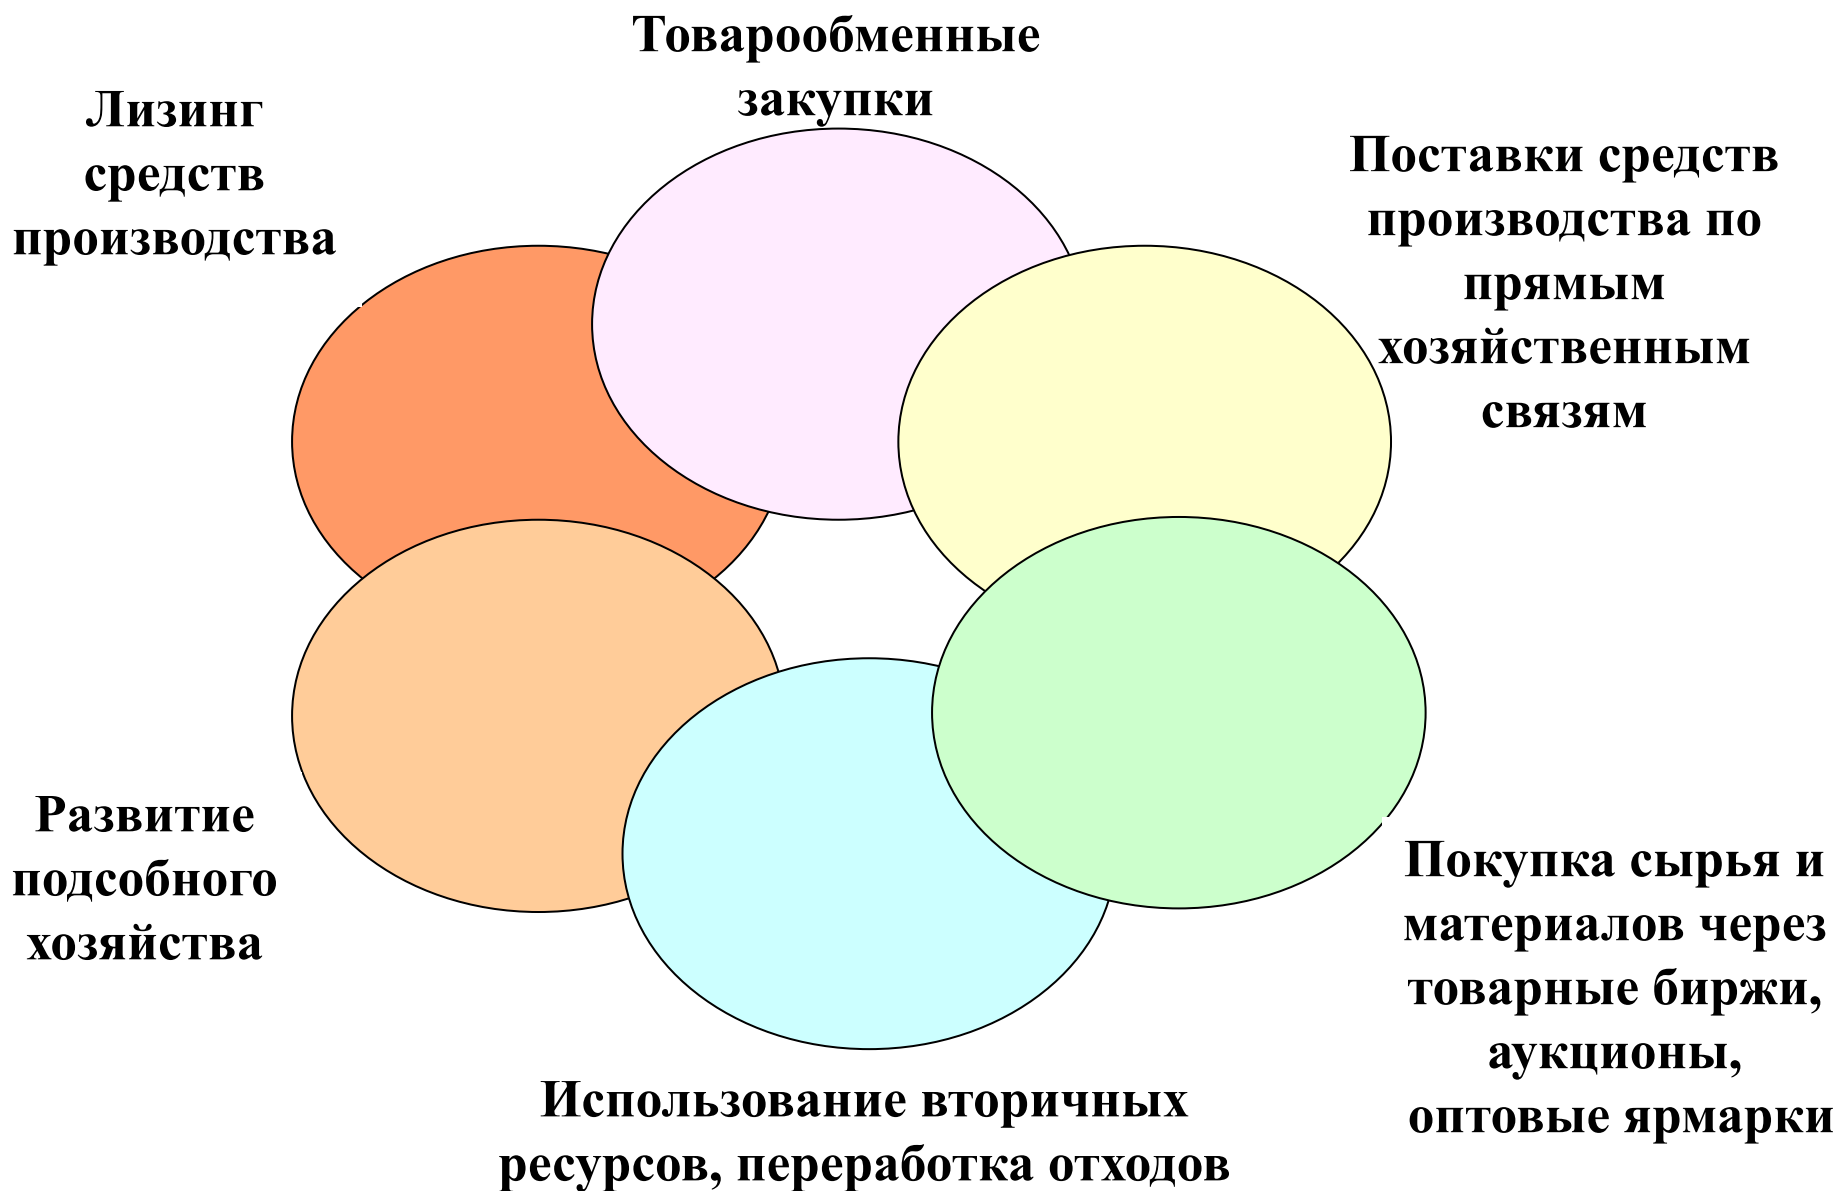 Товарообменные
закупки
Лизинг
средств
производства
Поставки средств
производства по
прямым
хозяйственным
связям
Развитие
подсобного
хозяйства
Покупка сырья и
материалов через
товарные биржи,
аукционы,
оптовые ярмарки
Использование вторичных
ресурсов, переработка отходов